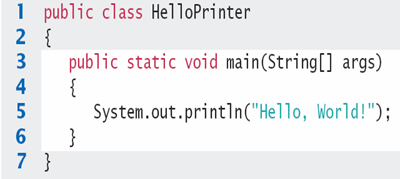 1 public class HelloPrinter
2 {
3 public static void main(String[] args)
4 {
5 System.out.println("Hello, World!");
6 }
7 }